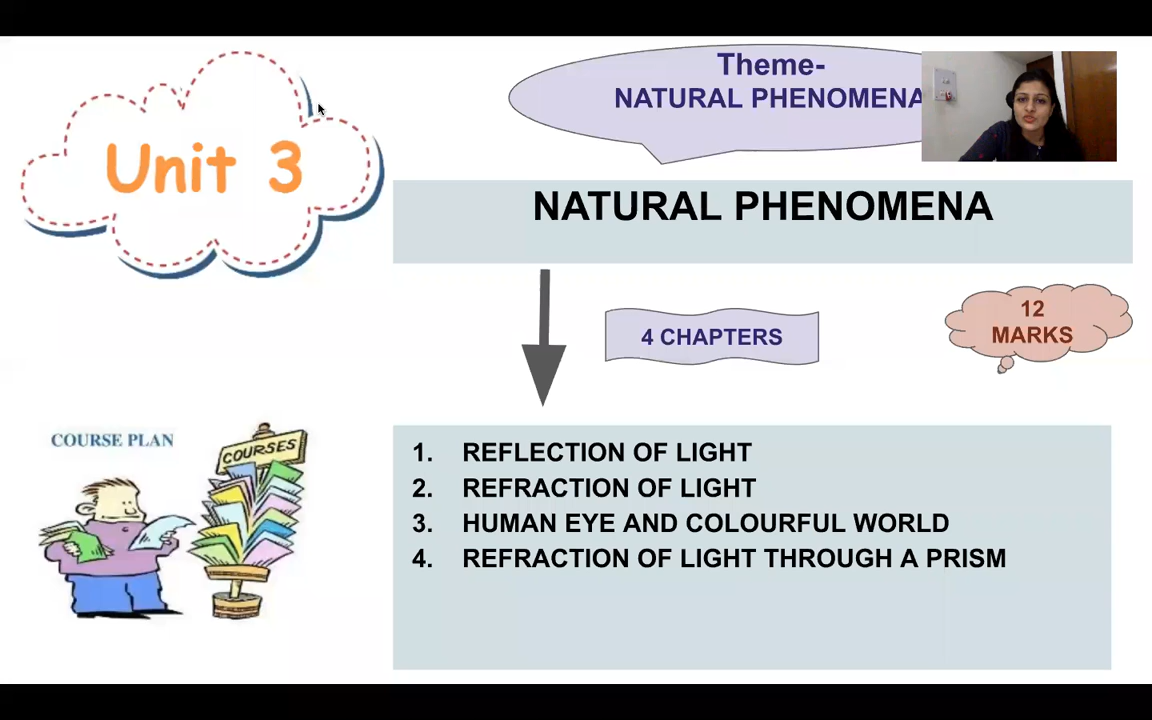 Unit 3
Theme-
NATURAL PHENOMENA
NATURAL PHENOMENA
4 CHAPTERS
12
MARKS
COURSE PLAN
COURSES
1. REFLECTION OF LIGHT
2. REFRACTION OF LIGHT
3. HUMAN EYE AND COLOURFUL WORLD
4. REFRACTION OF LIGHT THROUGH A PRISM